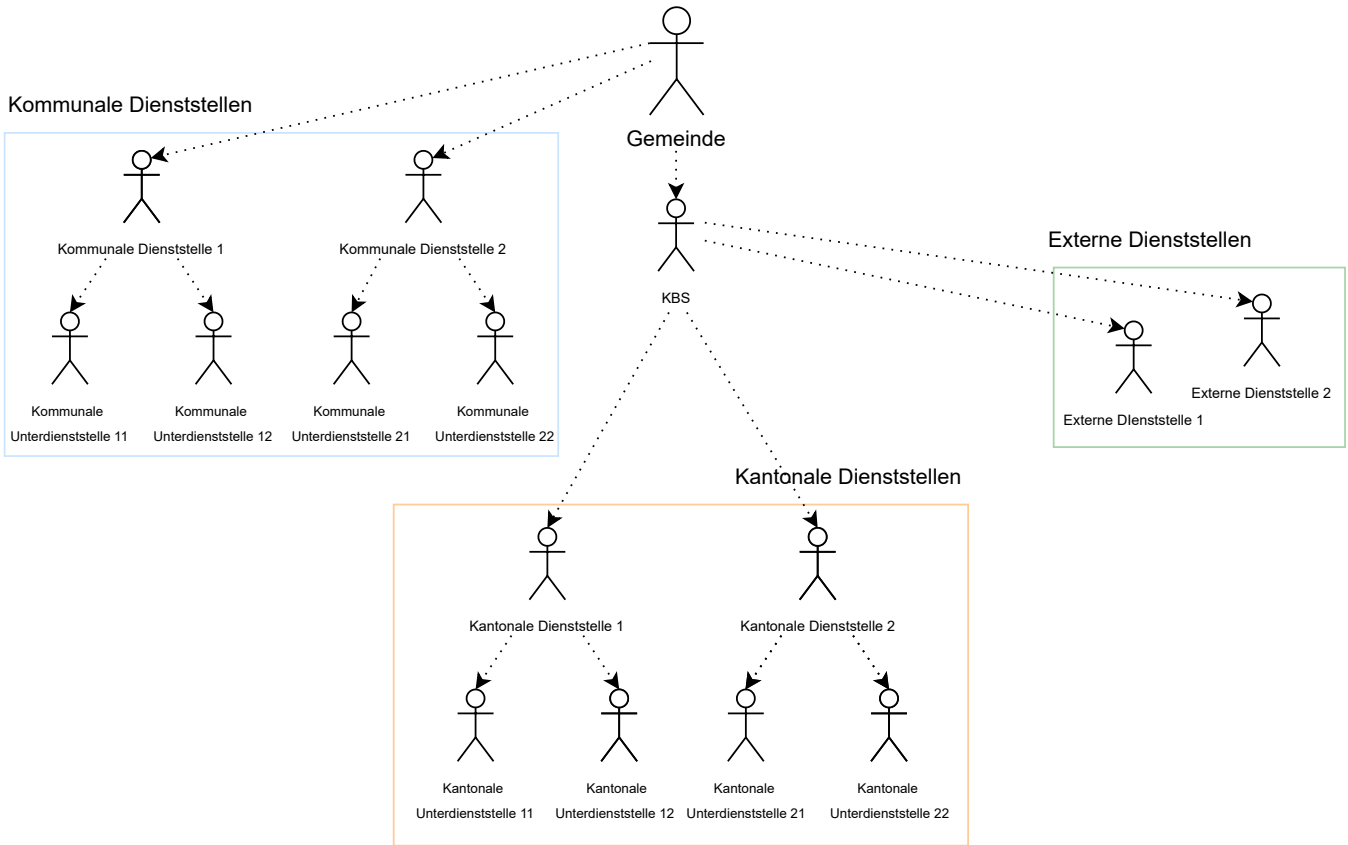 Gemeinde
Kommunale Dienststellen
Kommunale Dienststelle 1
Kommunale Dienststelle 2
Kommunale
Unterdienststelle 11
Kommunale
Unterdienststelle 12
Kommunale
Unterdienststelle 21
Kommunale
Unterdienststelle 22
KBS
Externe Dienststellen
Externe DIenststelle 1
Externe Dienststelle 2
Kantonale Dienststellen
Kantonale Dienststelle 1
Kantonale Dienststelle 2
Kantonale
Unterdienststelle 11
Kantonale
Unterdienststelle 12
Kantonale
Unterdienststelle 21
Kantonale
Unterdienststelle 22